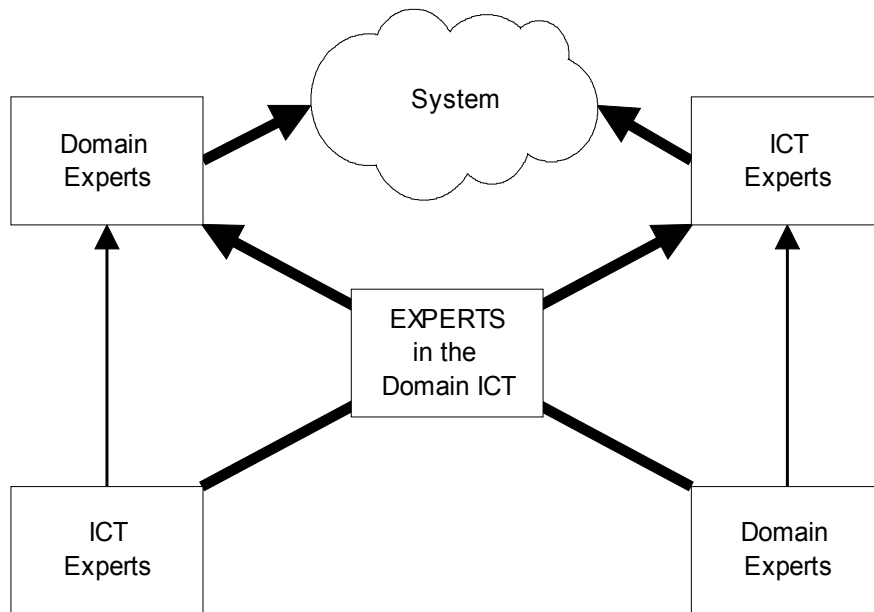 System
Domain
Experts
ICT
Experts
EXPERTS
in the
Domain ICT
ICT
Experts
Domain
Experts